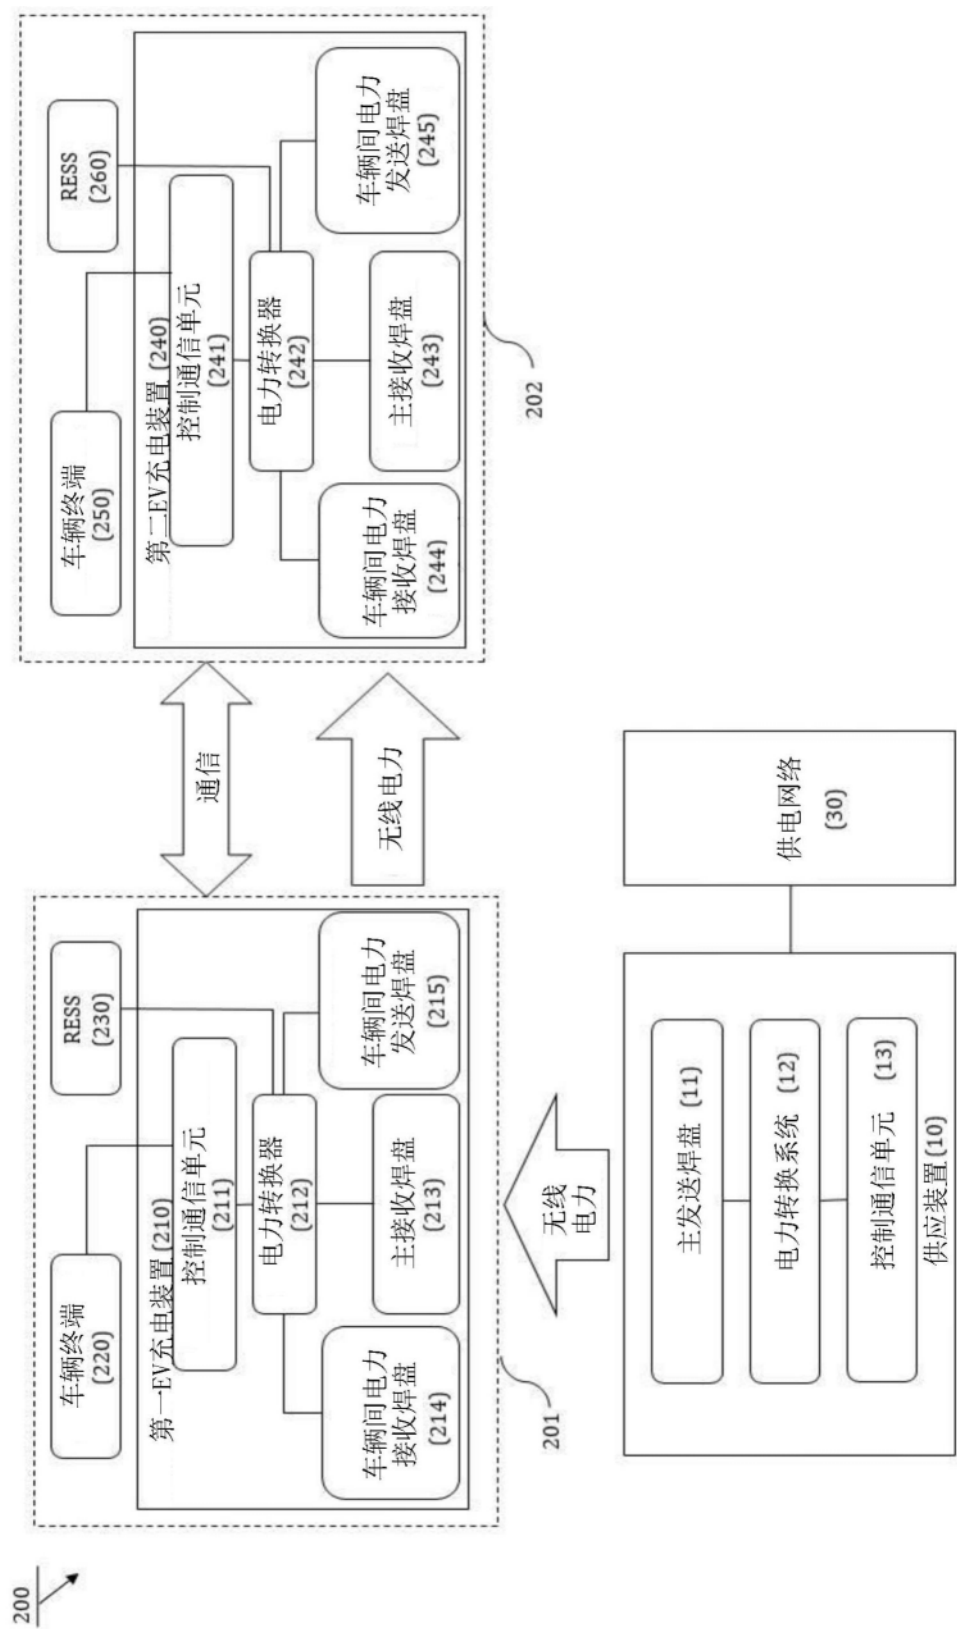 200
车辆终端
(220)
RESS
(230)
第一EV充电装置 (210)
控制通信单元
(211)
电力转换器
(212)
车辆间电力
接收焊盘
(214)
主接收焊盘
(213)
车辆间电力
发送焊盘
(215)
201
通信
无线电力
车辆终端
(250)
RESS
(260)
第二EV充电装置 (240)
控制通信单元
(241)
电力转换器
(242)
车辆间电力
接收焊盘
(244)
主接收焊盘
(243)
车辆间电力
发送焊盘
(245)
202
无线
电力
主发送焊盘 (11)
电力转换系统 (12)
控制通信单元 (13)
供应装置(10)
供电网络
(30)